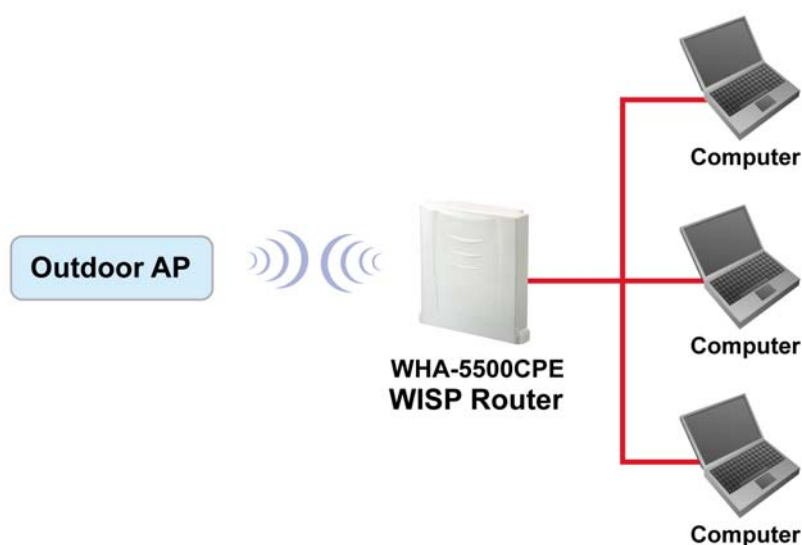 Computer
Outdoor AP
WHA-5500CPE
WISP Router
Computer
Computer